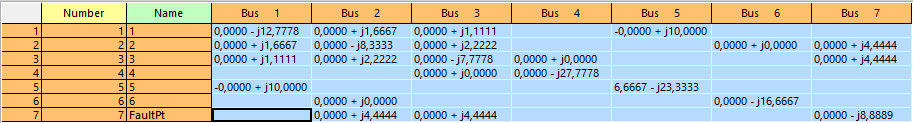 Number Name Bus 1 Bus 2 Bus 3 Bus 4 Bus 5 Bus 6 Bus 7
1 1 1 0,0000 - j12,7778 0,0000 + j1,6667 0,0000 + j1,1111 -0,0000 + j10,0000
2 2 2 0,0000 + j1,6667 0,0000 - j8,3333 0,0000 + j2,2222 0,0000 + j0,0000 0,0000 + j4,4444
3 3 3 0,0000 + j1,1111 0,0000 + j2,2222 0,0000 - j7,7778 0,0000 + j0,0000 0,0000 + j4,4444
4 4 4 0,0000 + j0,0000 0,0000 - j27,7778
5 5 5 -0,0000 + j10,0000 6,6667 - j23,3333
6 6 6 0,0000 + j0,0000 0,0000 - j16,6667
7 7 FaultPt 0,0000 + j4,4444 0,0000 + j4,4444 0,0000 - j8,8889